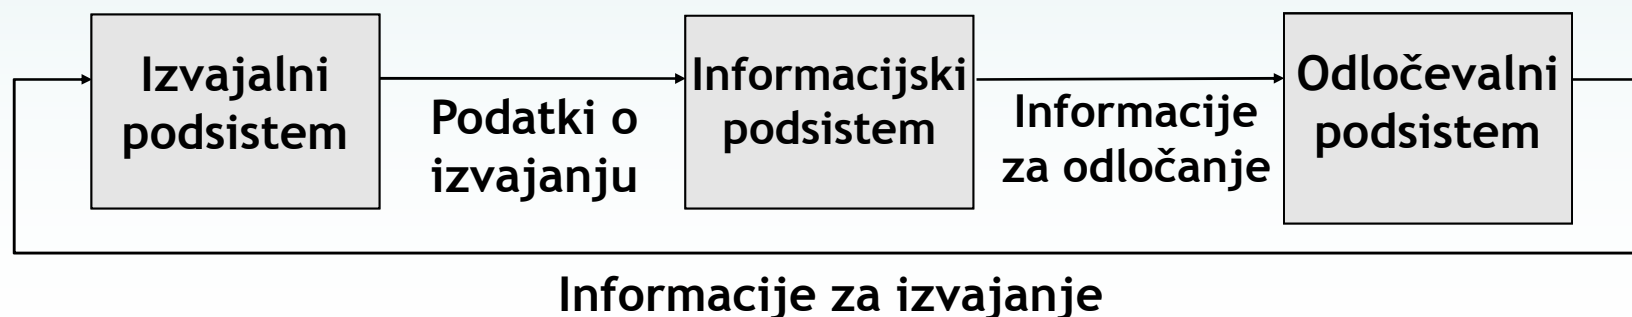 Izvajalni
podsistem
Podatki o
izvajanju
Informacijski
podsistem
Informacije
za odločanje
Odločevalni
podsistem
Informacije za izvajanje